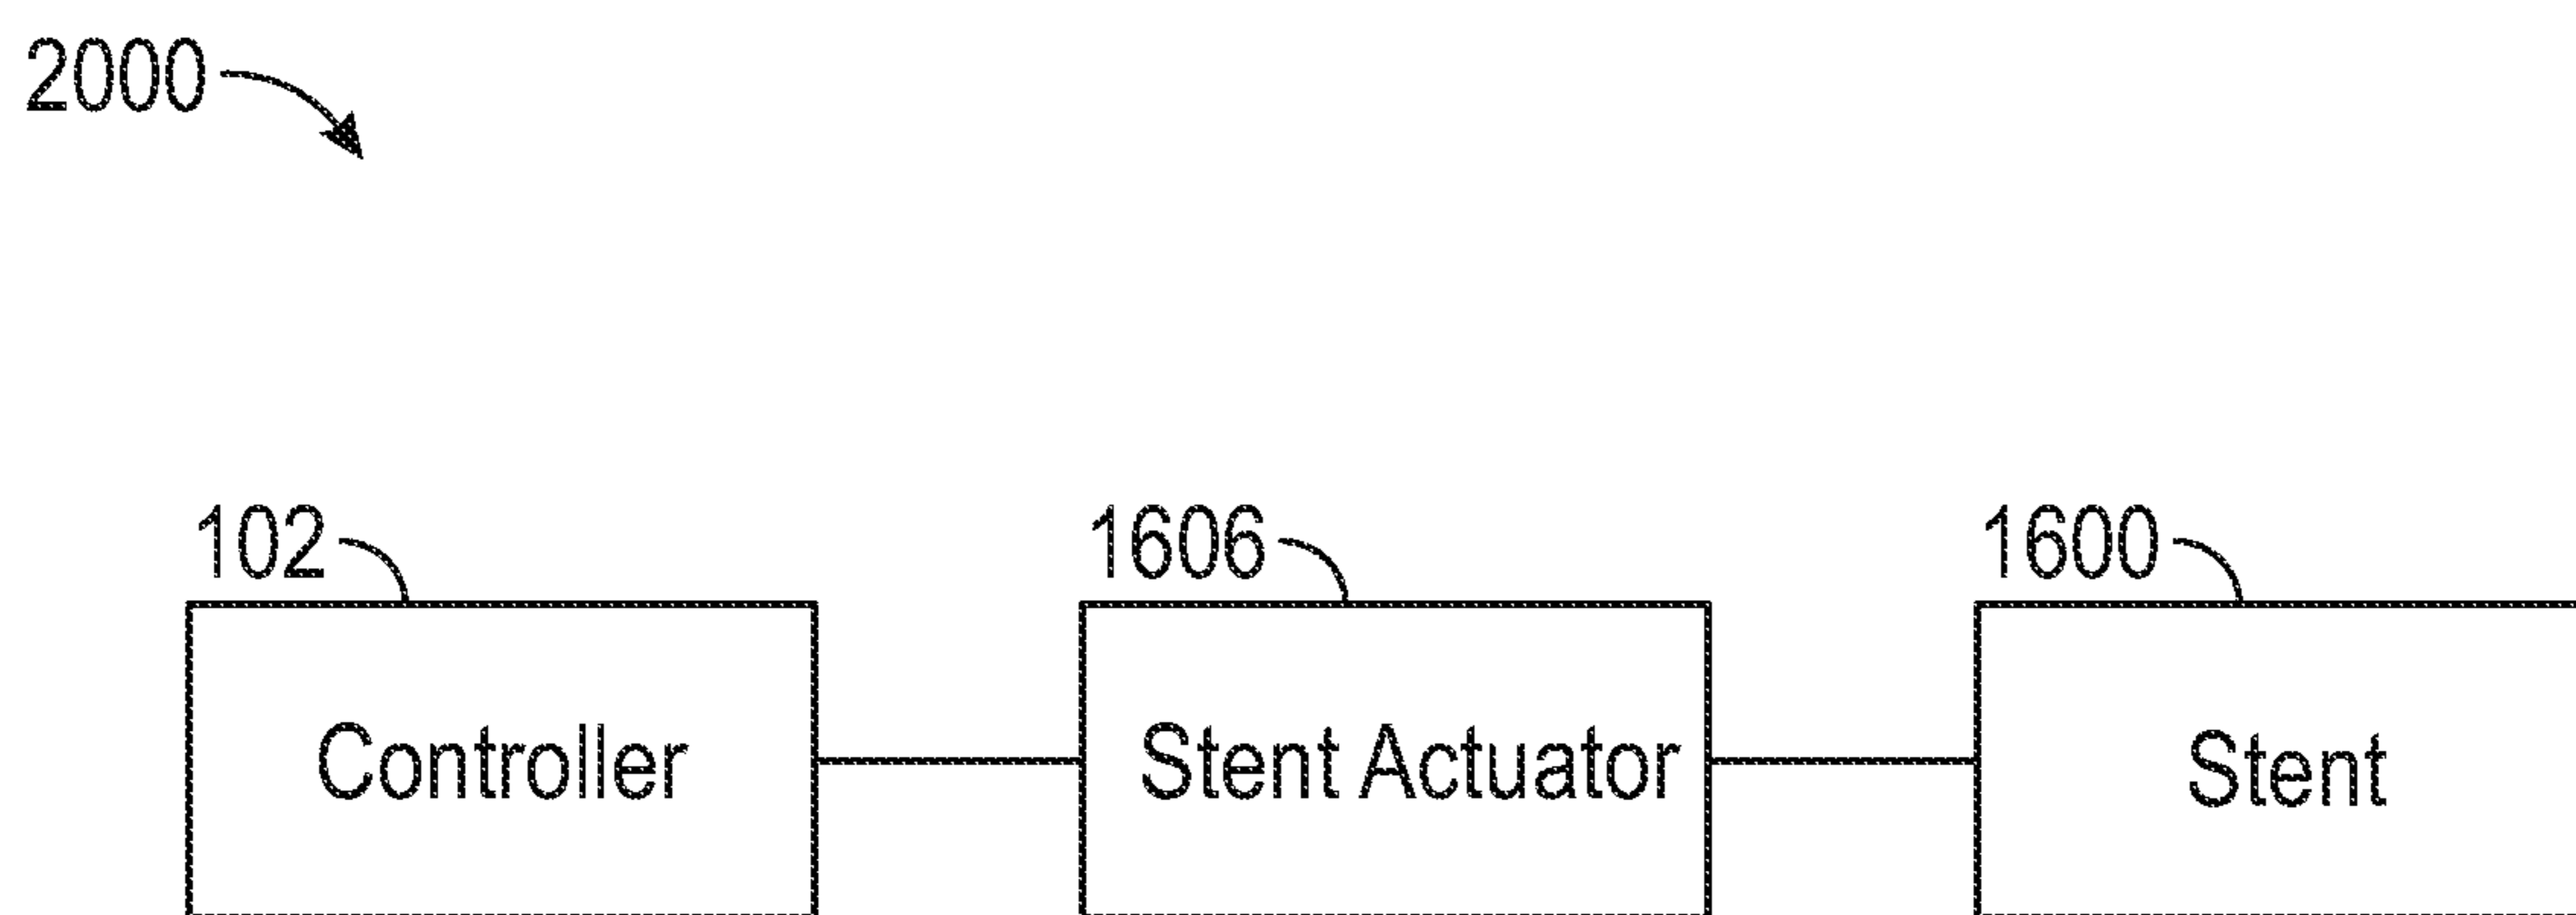 2000
102
1606
1600
Controller
Stent Actuator
Stent